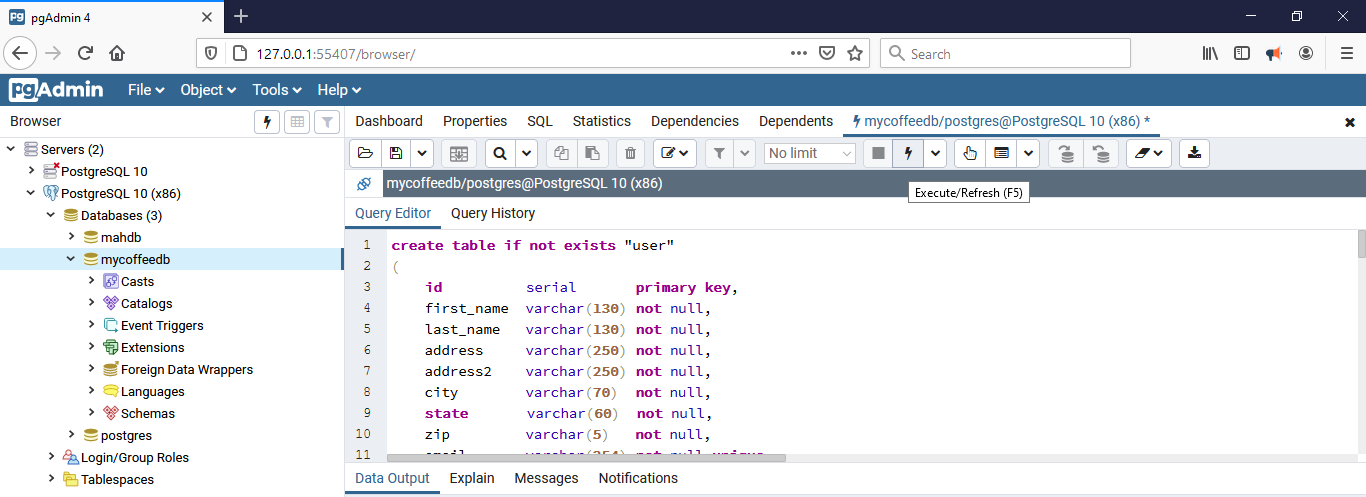 pgAdmin 4
127.0.0.1:55407/browser/
Search
pgAdmin File Object Tools Help
Browser
Dashboard Properties SQL Statistics Dependencies Dependents mycoffeedb/postgres@PostgreSQL 10 (x86) *
No limit
mycoffeedb/postgres@PostgreSQL 10 (x86)
Execute/Refresh (F5)
Servers (2)
PostgreSQL 10
PostgreSQL 10 (x86)
Databases (3)
mahdb
mycoffeedb
Casts
Catalogs
Event Triggers
Extensions
Foreign Data Wrappers
Languages
Schemas
postgres
Login/Group Roles
Tablespaces
Query Editor Query History
1 create table if not exists "user"
2 (
3 id serial primary key,
4 first_name varchar(130) not null,
5 last_name varchar(130) not null,
6 address varchar(250) not null,
7 address2 varchar(250) not null,
8 city varchar(70) not null,
9 state varchar(60) not null,
10 zip varchar(5) not null,
11 email varchar(254) not null unique
Data Output Explain Messages Notifications